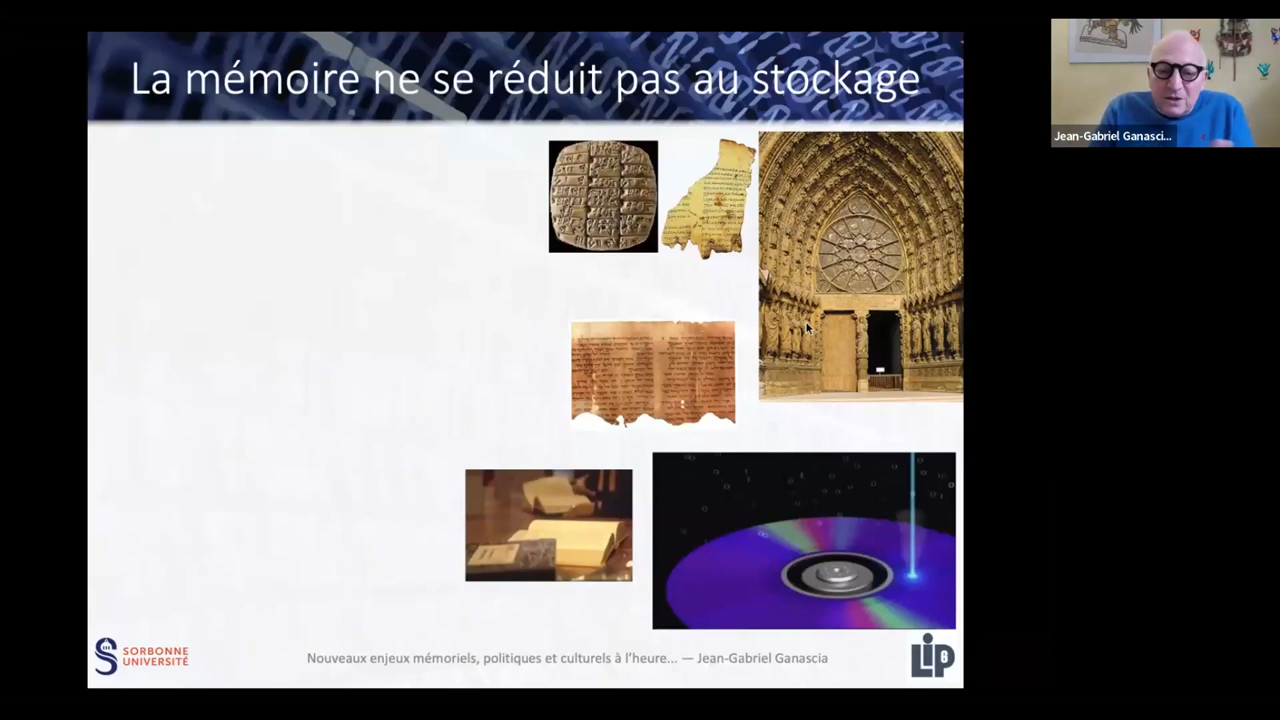 La mémoire ne se réduit pas au stockage
Jean-Gabriel Ganasci...
SORBONNE
UNIVERSITÉ
Nouveaux enjeux mémoriels, politiques et culturels à l'heure... — Jean-Gabriel Ganascia
LIP6